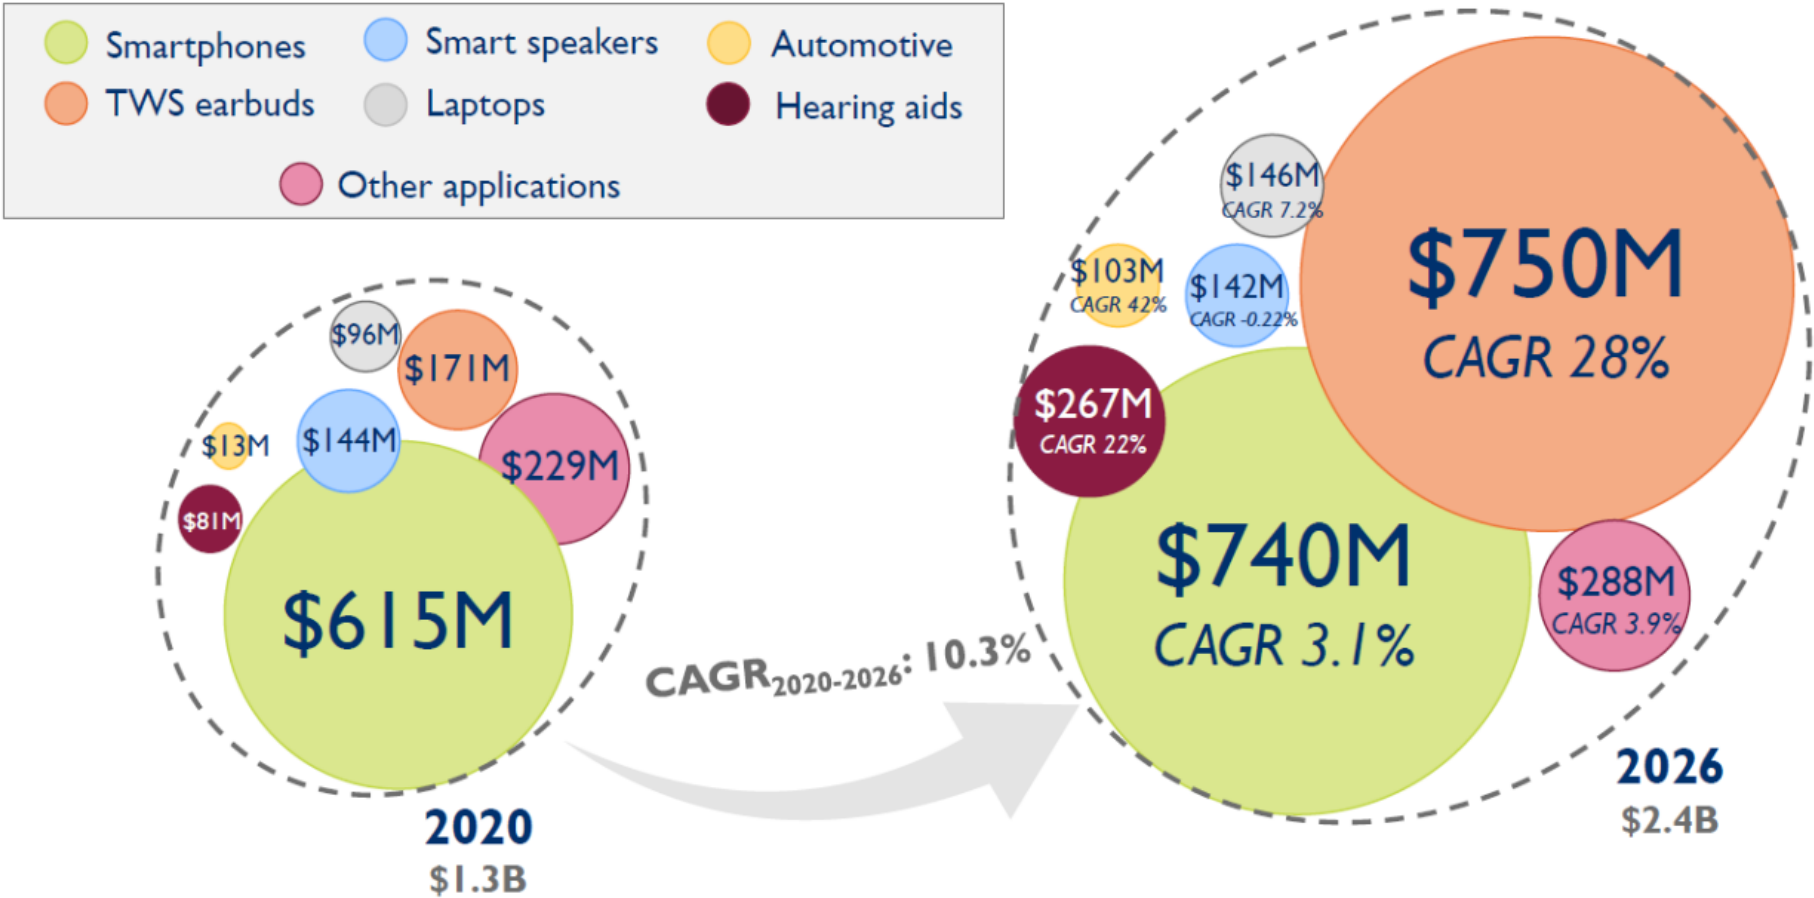 Smartphones
Smart speakers
Automotive
TWS earbuds
Laptops
Hearing aids
Other applications
$96M
$171M
$13M
$144M
$229M
$81M
$615M
2020
$1.3B
CAGR2020-2026: 10.3%
$146M
CAGR 7.2%
$103M
CAGR 42%
$142M
CAGR -0.22%
$750M
CAGR 28%
$267M
CAGR 22%
$740M
CAGR 3.1%
$288M
CAGR 3.9%
2026
$2.4B